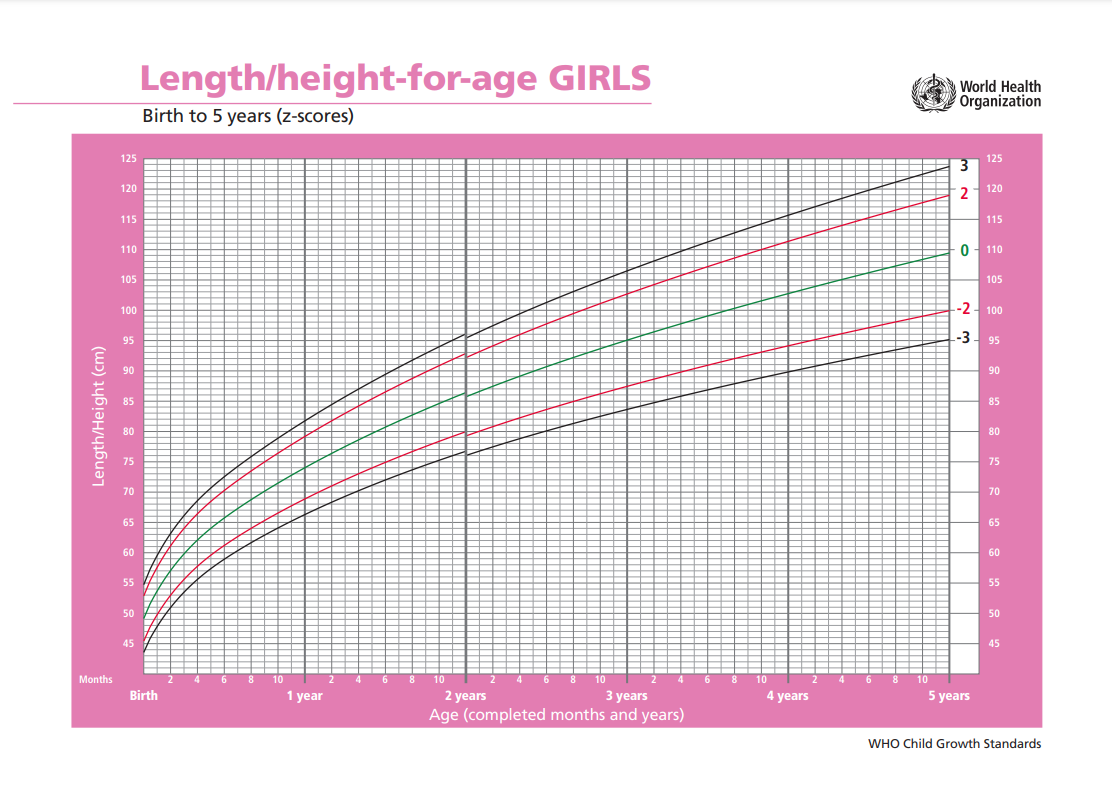 Length/height-for-age GIRLS
Birth to 5 years (z-scores)
World Health
Organization
125 125
3
120 120
2
115 115
110 0 110
105 105
100 -2 100
95 -3 95
90 90
85 85
80 80
75 75
70 70
65 65
60 60
55 55
50 50
45 45
Length/Height (cm)
Months 2 4 6 8 10 2 4 6 8 10 2 4 6 8 10 2 4 6 8 10 2 4 6 8 10
Birth 1 year 2 years 3 years 4 years 5 years
Age (completed months and years)
WHO Child Growth Standards